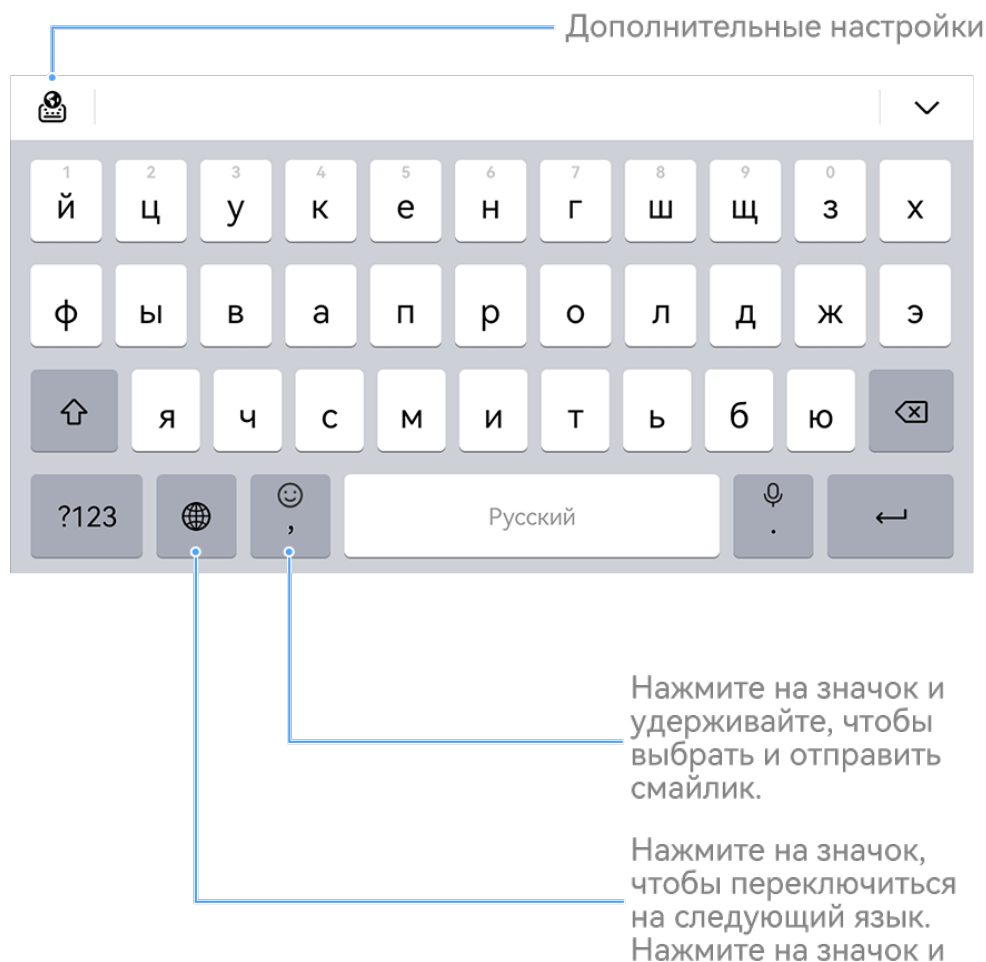 Дополнительные настройки
1 2 3 4 5 6 7 8 9 0
й ц у к е н г ш щ з х
ф ы в а п р о л д ж э
я ч с м и т ь б ю
?123 , Русский .
Нажмите на значок и
удерживайте, чтобы
выбрать и отправить
смайлик.
Нажмите на значок,
чтобы переключиться
на следующий язык.
Нажмите на значок и